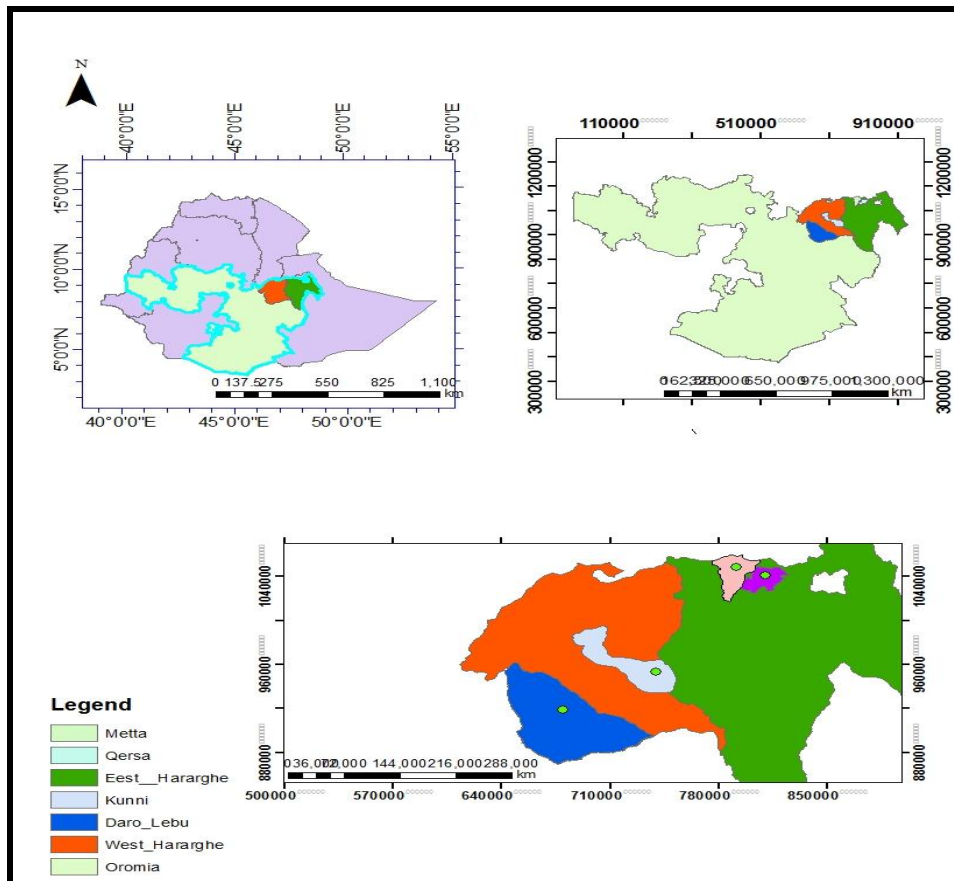 N
40°0'0"E 45°0'0"E 50°0'0"E 55°0'0"E
15°0'0"N
10°0'0"N
5°0'0"N
0 137.5 275 550 825 1,100
km
40°0'0"E 45°0'0"E 50°0'0"E
110000 510000 910000
1200000 1200000
900000 900000
600000 600000
300000 300000
650,000 975,000 1,300,000
km
1040000 1040000
980000 980000
880000 880000
144,000 216,000 288,000
km
500000 570000 640000 710000 780000 850000
Legend
Metta
Qersa
Eest__Hararghe
Kunni
Daro_Lebu
West_Hararghe
Oromia